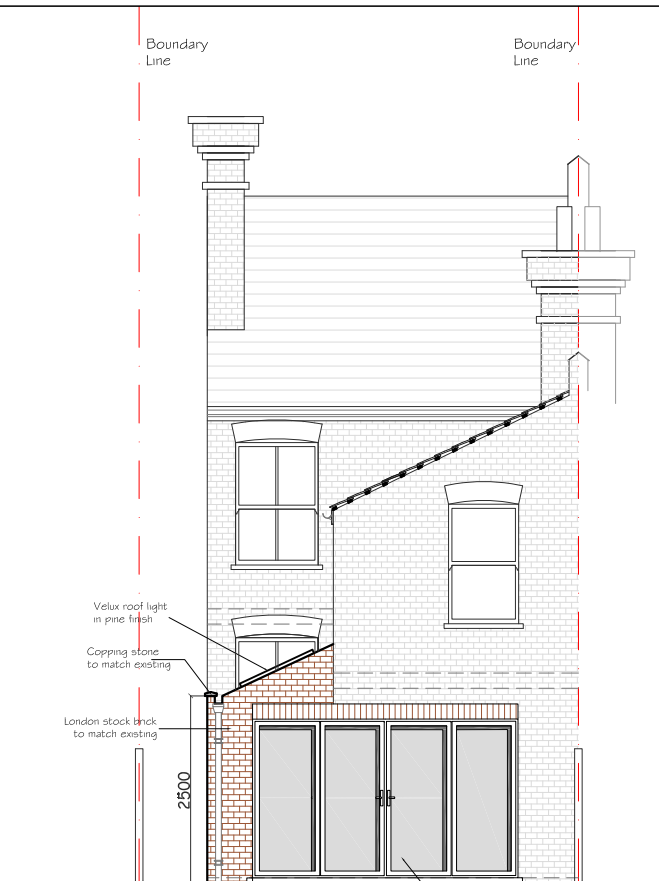 Boundary
Line
Boundary
Line
Velux roof light
in pine finish
Copping stone
to match existing
London stock brick
to match existing
2500